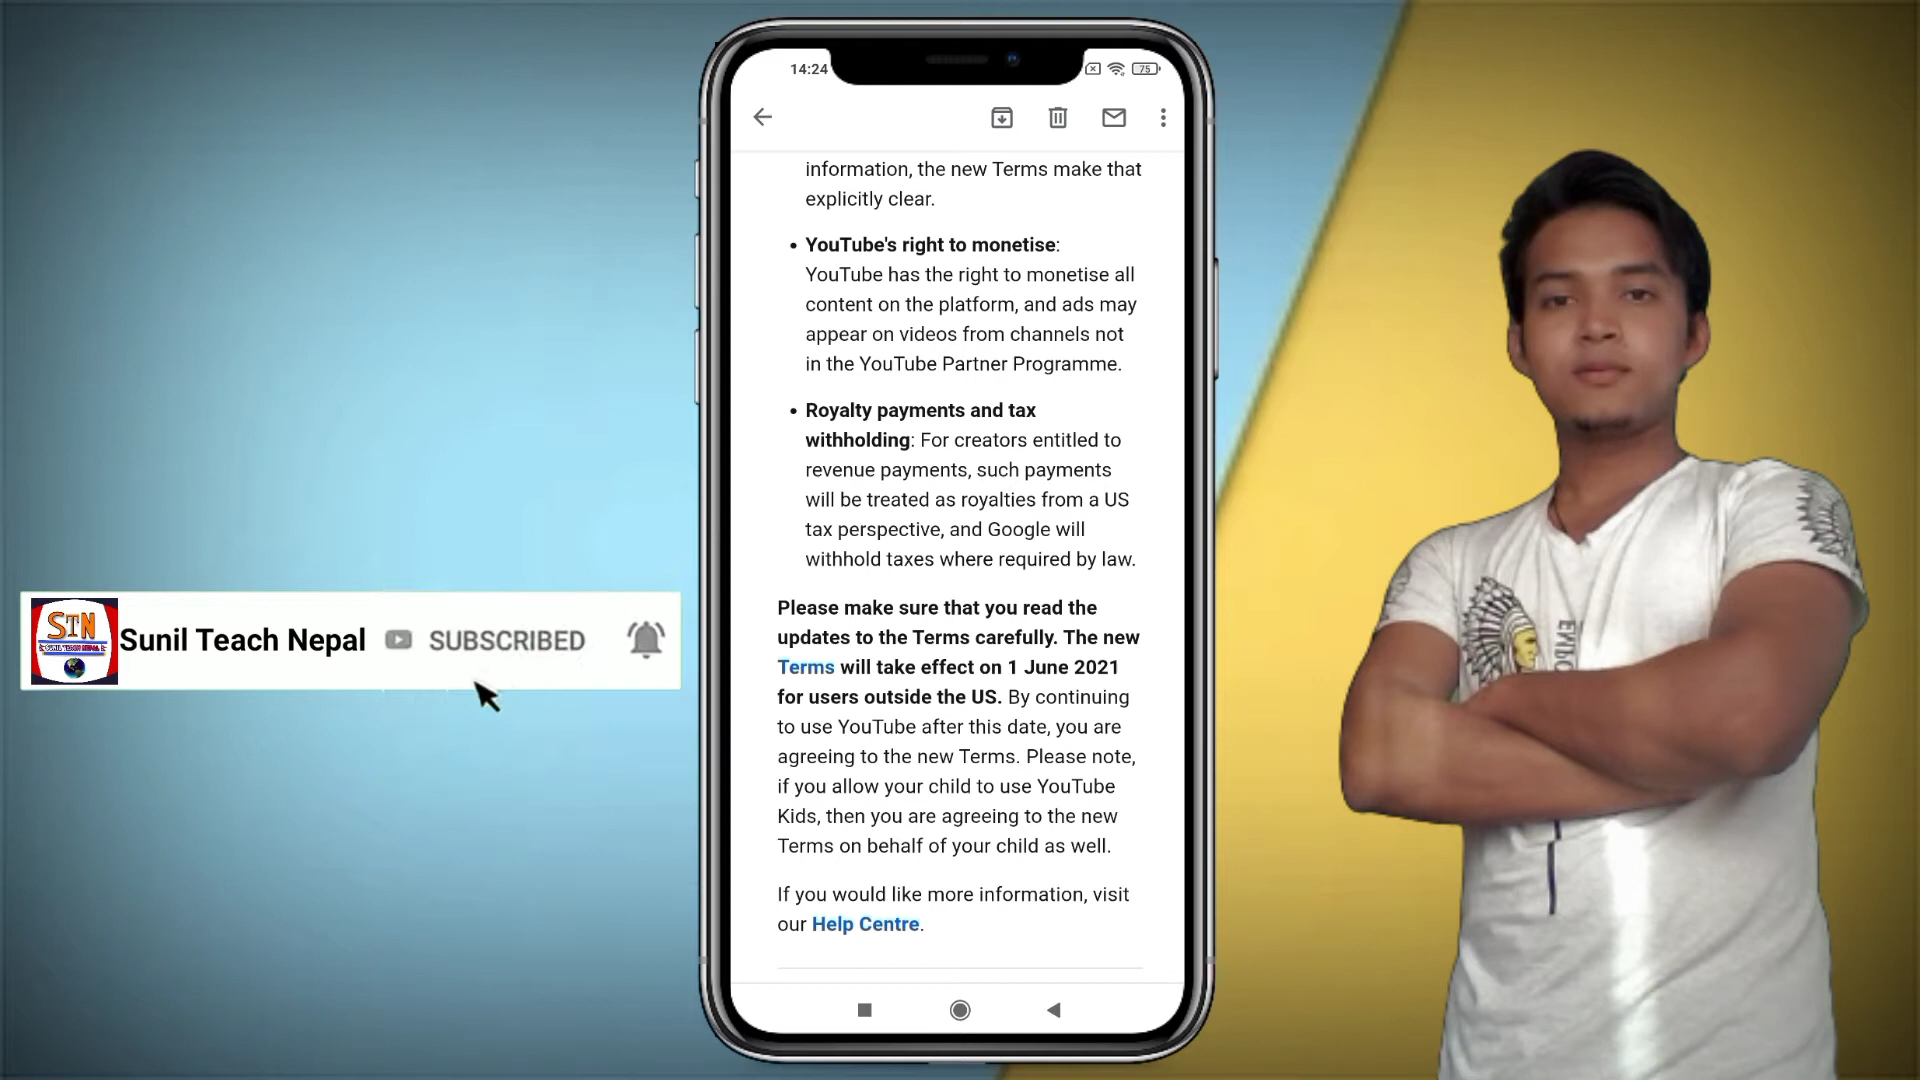 14:24
75
information, the new Terms make that
explicitly clear.
• YouTube's right to monetise:
YouTube has the right to monetise all
content on the platform, and ads may
appear on videos from channels not
in the YouTube Partner Programme.
• Royalty payments and tax
withholding: For creators entitled to
revenue payments, such payments
will be treated as royalties from a US
tax perspective, and Google will
withhold taxes where required by law.
Please make sure that you read the
updates to the Terms carefully. The new
Terms will take effect on 1 June 2021
for users outside the US. By continuing
to use YouTube after this date, you are
agreeing to the new Terms. Please note,
if you allow your child to use YouTube
Kids, then you are agreeing to the new
Terms on behalf of your child as well.
If you would like more information, visit
our Help Centre.
STN
SUNIL TEACH NEPAL
Sunil Teach Nepal SUBSCRIBED